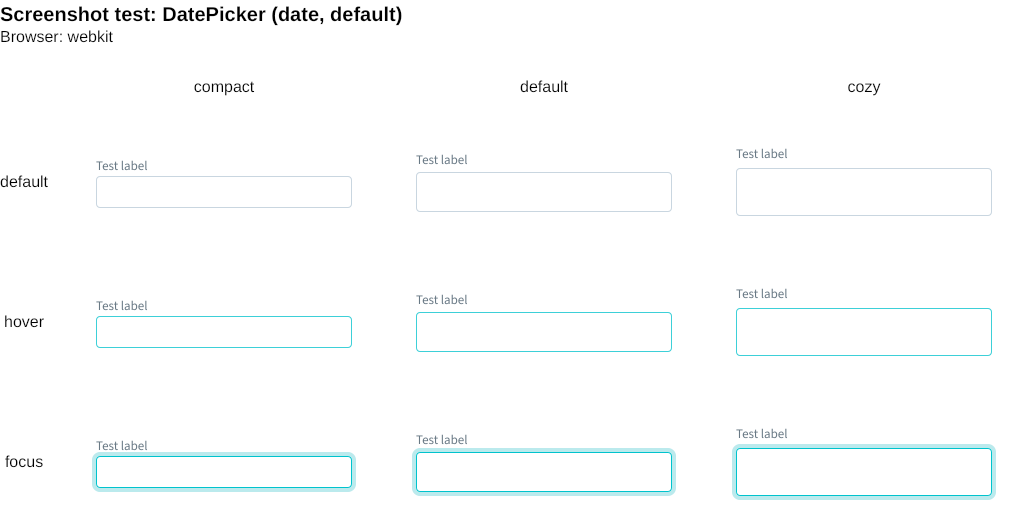 Screenshot test: DatePicker (date, default)
Browser: webkit
compact default cozy
default Test label Test label Test label
hover Test label Test label Test label
focus Test label Test label Test label